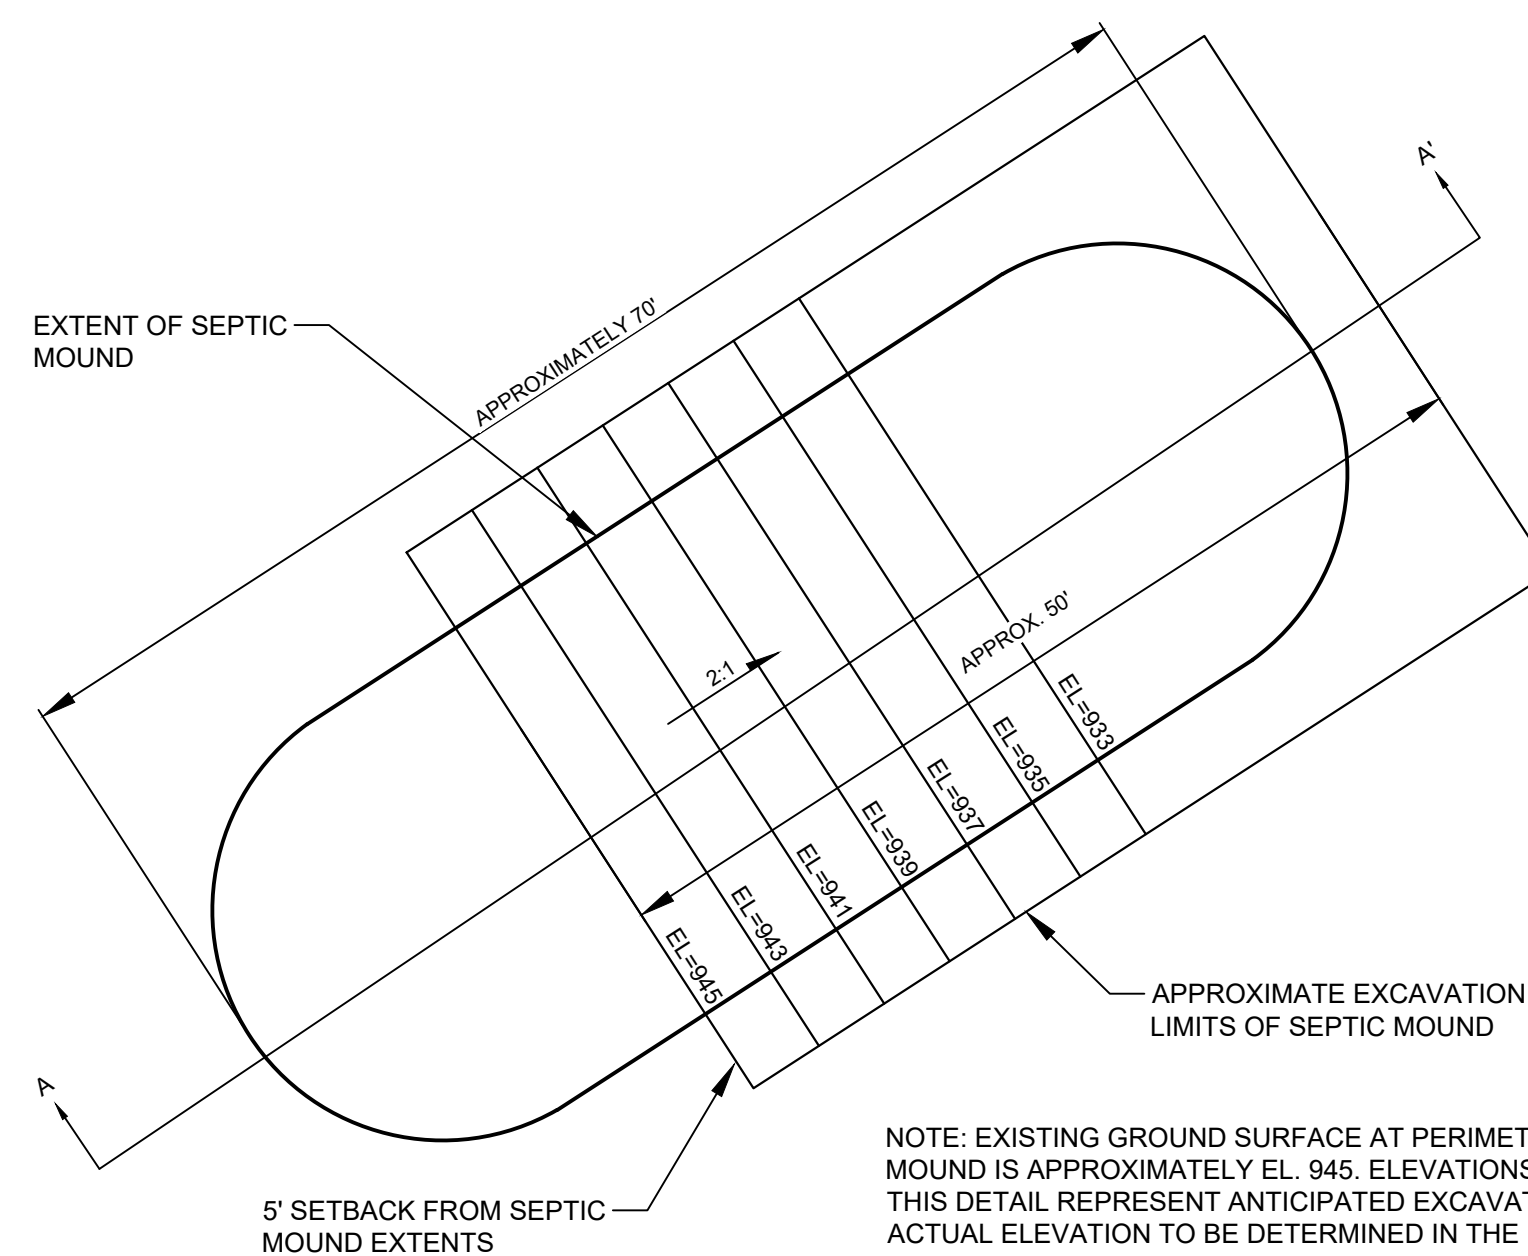 A'
EXTENT OF SEPTIC
MOUND
APPROXIMATELY 70'
APPROX. 50'
2:1
EL=933
EL=935
EL=937
EL=939
EL=941
EL=943
EL=945
APPROXIMATE EXCAVATION
LIMITS OF SEPTIC MOUND
A
5' SETBACK FROM SEPTIC
MOUND EXTENTS
NOTE: EXISTING GROUND SURFACE AT
MOUND IS APPROXIMATELY EL. 945. ELEVATIONS
THIS DETAIL REPRESENT ANTICIPATED
ACTUAL ELEVATION TO BE DETERMINED IN THE